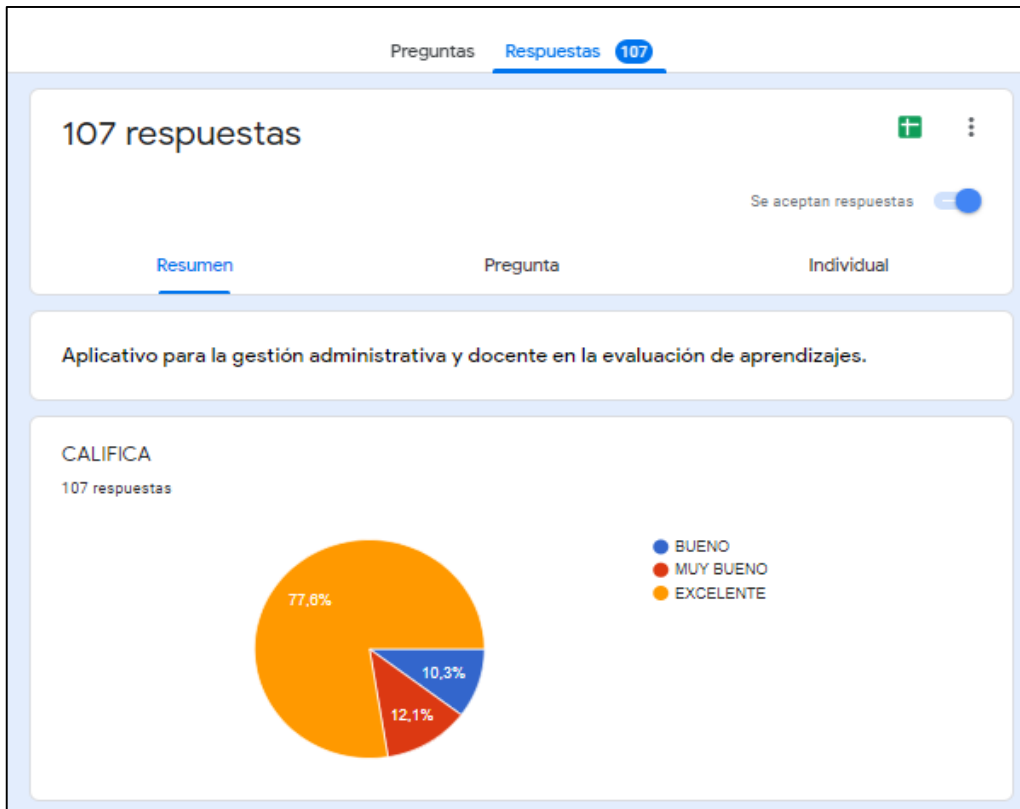 Preguntas Respuestas 107
107 respuestas
Se aceptan respuestas
Resumen Pregunta Individual
Aplicativo para la gestión administrativa y docente en la evaluación de aprendizajes.
CALIFICA
107 respuestas
BUENO
MUY BUENO
EXCELENTE
77,6%
10,3%
12,1%